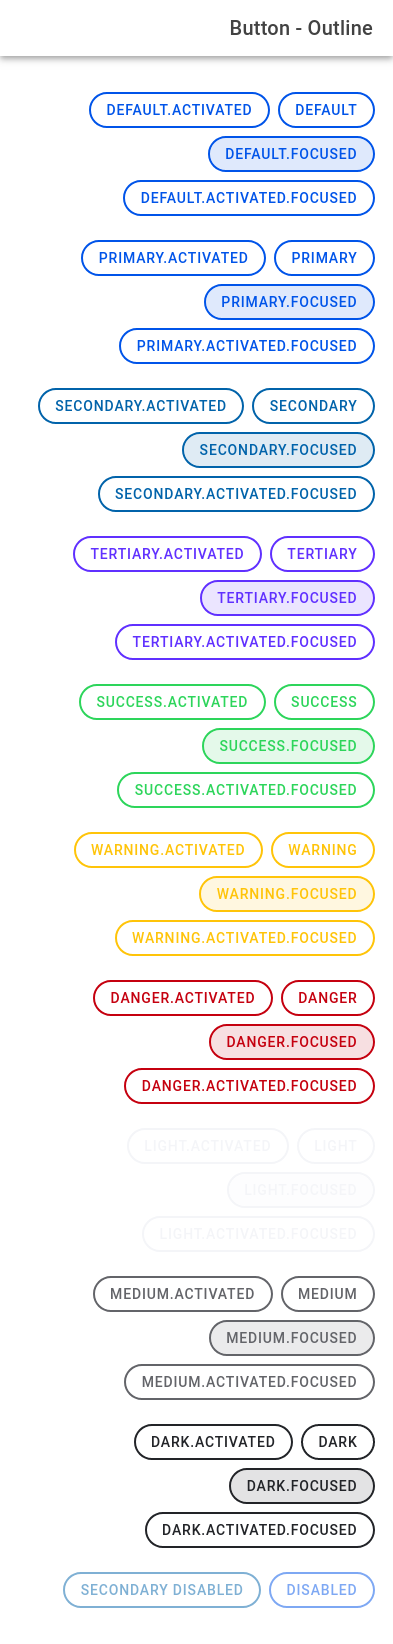 Button - Outline
DEFAULT.ACTIVATED DEFAULT
DEFAULT.FOCUSED
DEFAULT.ACTIVATED.FOCUSED
PRIMARY.ACTIVATED PRIMARY
PRIMARY.FOCUSED
PRIMARY.ACTIVATED.FOCUSED
SECONDARY.ACTIVATED SECONDARY
SECONDARY.FOCUSED
SECONDARY.ACTIVATED.FOCUSED
TERTIARY.ACTIVATED TERTIARY
TERTIARY.FOCUSED
TERTIARY.ACTIVATED.FOCUSED
SUCCESS.ACTIVATED SUCCESS
SUCCESS.FOCUSED
SUCCESS.ACTIVATED.FOCUSED
WARNING.ACTIVATED WARNING
WARNING.FOCUSED
WARNING.ACTIVATED.FOCUSED
DANGER.ACTIVATED DANGER
DANGER.FOCUSED
DANGER.ACTIVATED.FOCUSED
LIGHT.ACTIVATED LIGHT
LIGHT.FOCUSED
LIGHT.ACTIVATED.FOCUSED
MEDIUM.ACTIVATED MEDIUM
MEDIUM.FOCUSED
MEDIUM.ACTIVATED.FOCUSED
DARK.ACTIVATED DARK
DARK.FOCUSED
DARK.ACTIVATED.FOCUSED
SECONDARY DISABLED DISABLED